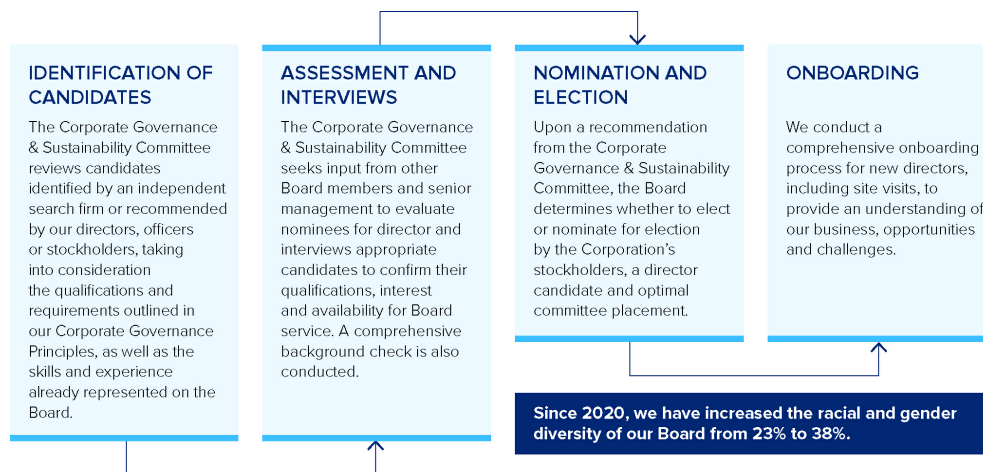 IDENTIFICATION OF
CANDIDATES
The Corporate Governance
& Sustainability Committee
reviews candidates
identified by an independent
search firm or recommended
by our directors, officers
or stockholders, taking
into consideration
the qualifications and
requirements outlined in
our Corporate Governance
Principles, as well as the
skills and experience
already represented on the
Board.
ASSESSMENT AND
INTERVIEWS
The Corporate Governance
& Sustainability Committee
seeks input from other
Board members and senior
management to evaluate
nominees for director and
interviews appropriate
candidates to confirm their
qualifications, interest
and availability for Board
service. A comprehensive
background check is also
conducted.
NOMINATION AND
ELECTION
Upon a recommendation
from the Corporate
Governance & Sustainability
Committee, the Board
determines whether to elect
or nominate for election
by the Corporation’s
stockholders, a director
candidate and optimal
committee placement.
ONBOARDING
We conduct a
comprehensive onboarding
process for new directors,
including site visits, to
provide an understanding of
our business, opportunities
and challenges.
Since 2020, we have increased the racial and gender
diversity of our Board from 23% to 38%.